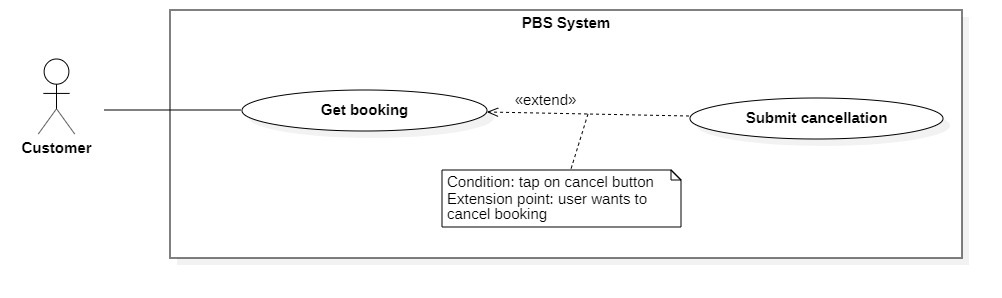 PBS System
«extend»
Get booking
Submit cancellation
Customer
Condition: tap on cancel button
Extension point: user wants to
cancel booking